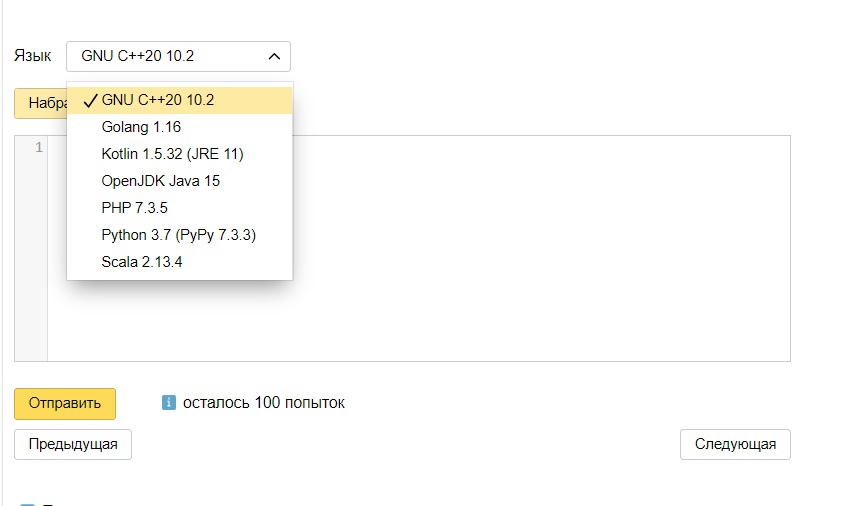 Язык GNU C++20 10.2
GNU C++20 10.2
Golang 1.16
1
Kotlin 1.5.32 (JRE 11)
OpenJDK Java 15
PHP 7.3.5
Python 3.7 (PyPy 7.3.3)
Scala 2.13.4
Отправить i осталось 100 попыток
Предыдущая Следующая